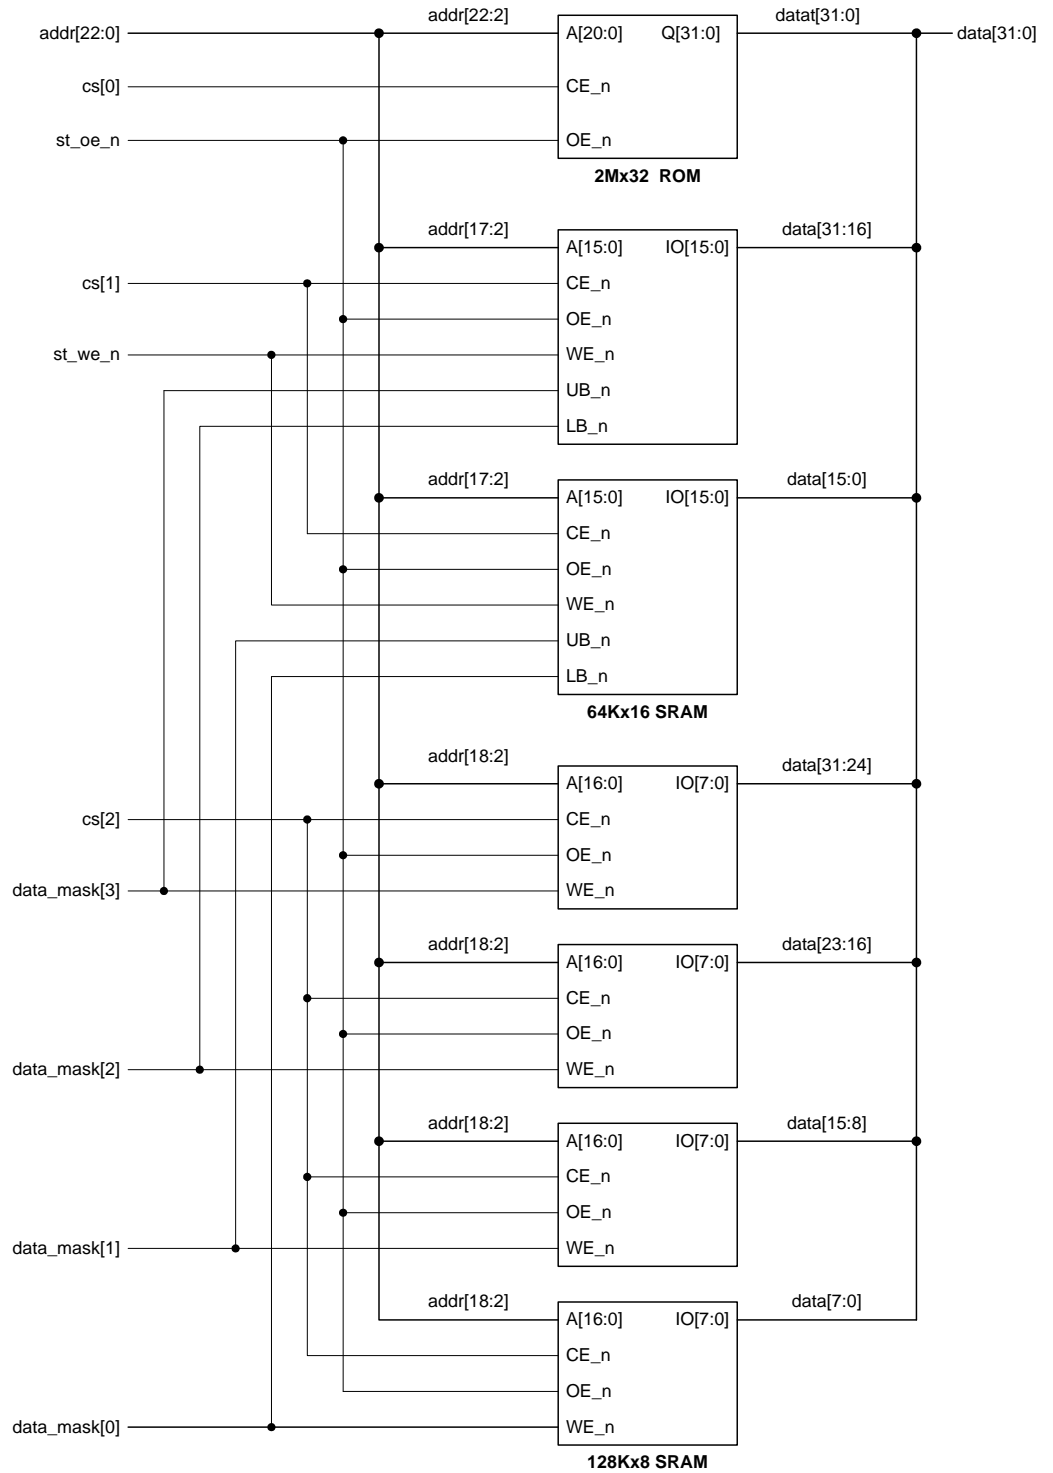 addr[22:2] datat[31:0]
addr[22:0] A[20:0] Q[31:0] data[31:0]
cs[0] CE_n
st_oe_n OE_n
2Mx32 ROM
addr[17:2] data[31:16]
A[15:0] IO[15:0]
cs[1] CE_n
OE_n
st_we_n WE_n
UB_n
LB_n
addr[17:2] data[15:0]
A[15:0] IO[15:0]
CE_n
OE_n
WE_n
UB_n
LB_n
64Kx16 SRAM
addr[18:2] data[31:24]
A[16:0] IO[7:0]
cs[2] CE_n
OE_n
data_mask[3] WE_n
addr[18:2] data[23:16]
A[16:0] IO[7:0]
CE_n
OE_n
data_mask[2] WE_n
addr[18:2] data[15:8]
A[16:0] IO[7:0]
CE_n
OE_n
data_mask[1] WE_n
addr[18:2] data[7:0]
A[16:0] IO[7:0]
CE_n
OE_n
data_mask[0] WE_n
128Kx8 SRAM